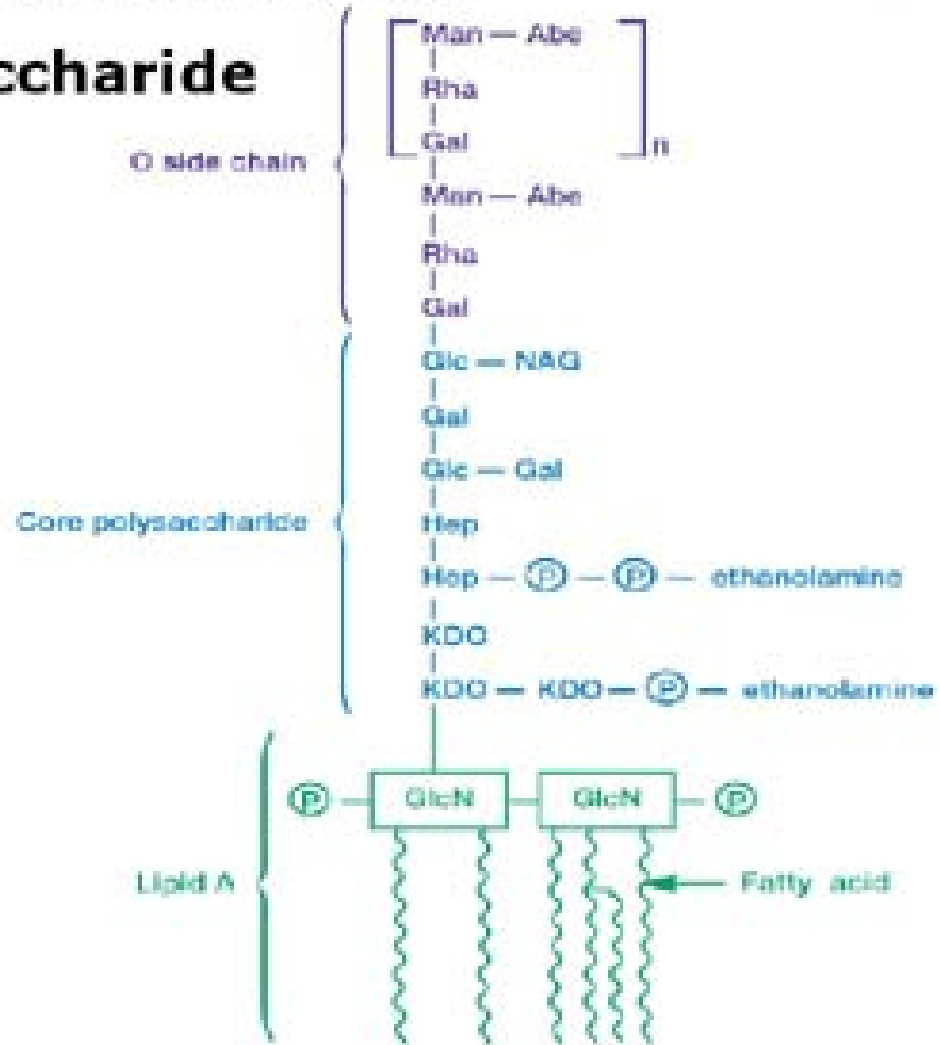 ccharide
Man — Abe
Rha
Gal
n
O side chain
Man — Abe
Rha
Gal
Glc — NAG
Gal
Glc — Gal
Core polysaccharide
Hep
Hep — P — P — ethanolamine
KDO
KDO — KDO — P — ethanolamine
P — GlcN — GlcN — P
Lipid A
Fatty acid